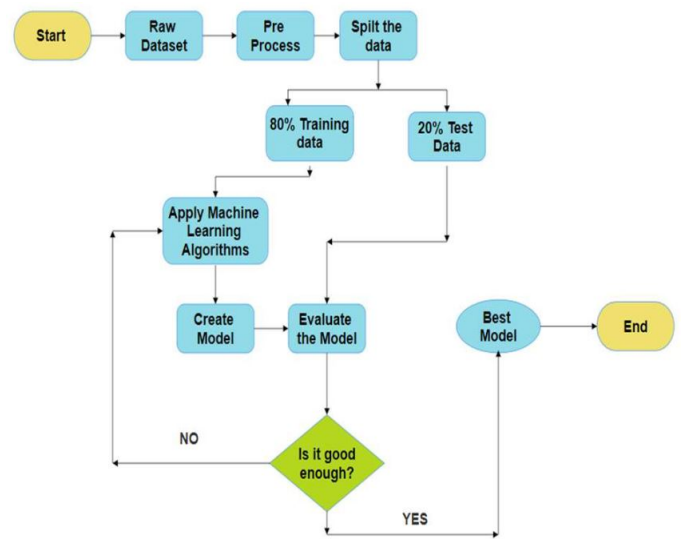 Start
Raw
Dataset
Pre
Process
Spilt the
data
80% Training
data
20% Test
Data
Apply Machine
Learning
Algorithms
Create
Model
Evaluate
the Model
Best
Model
End
NO
Is it good
enough?
YES